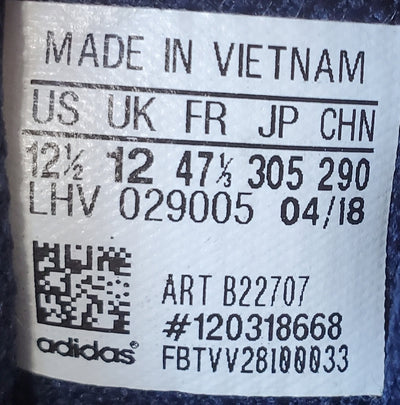 MADE IN VIETNAM
US UK FR JP CHN
12½ 12 47⅓ 305 290
LHV 029005 04/18
ART B22707
#120318668
adidas® FBTVV28100033